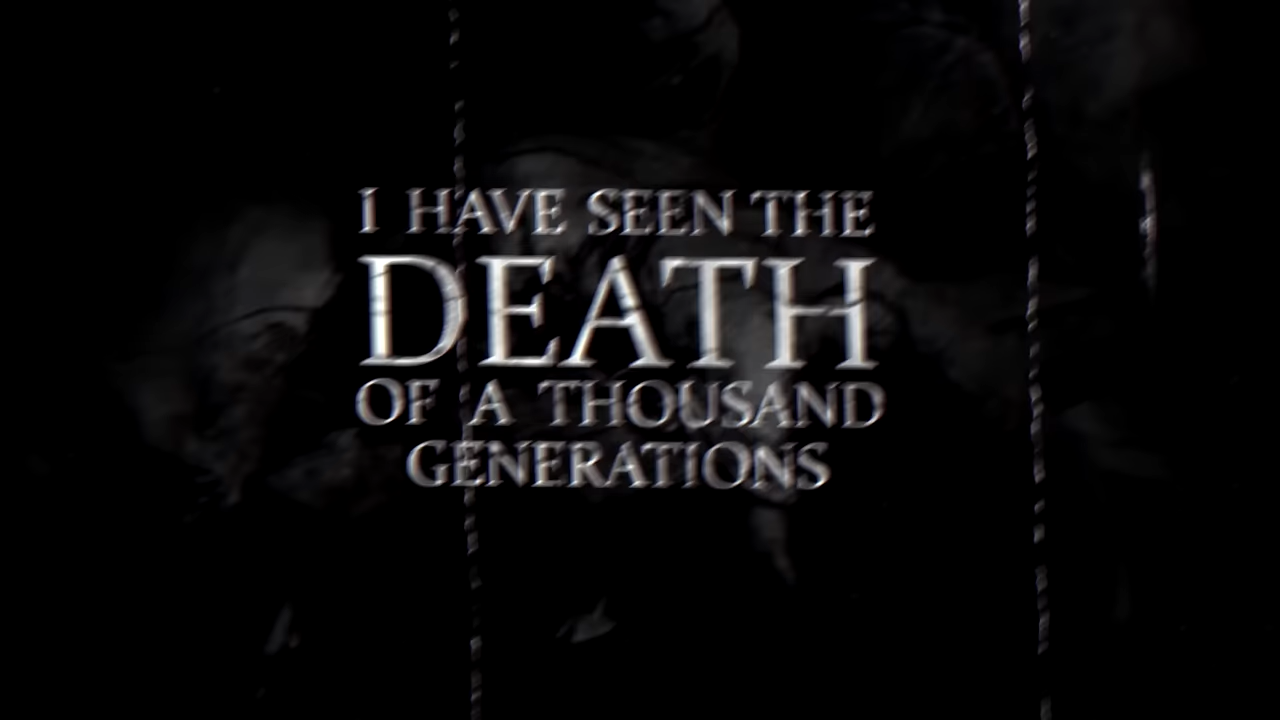 I HAVE SEEN THE
DEATH
OF A THOUSAND
GENERATIONS